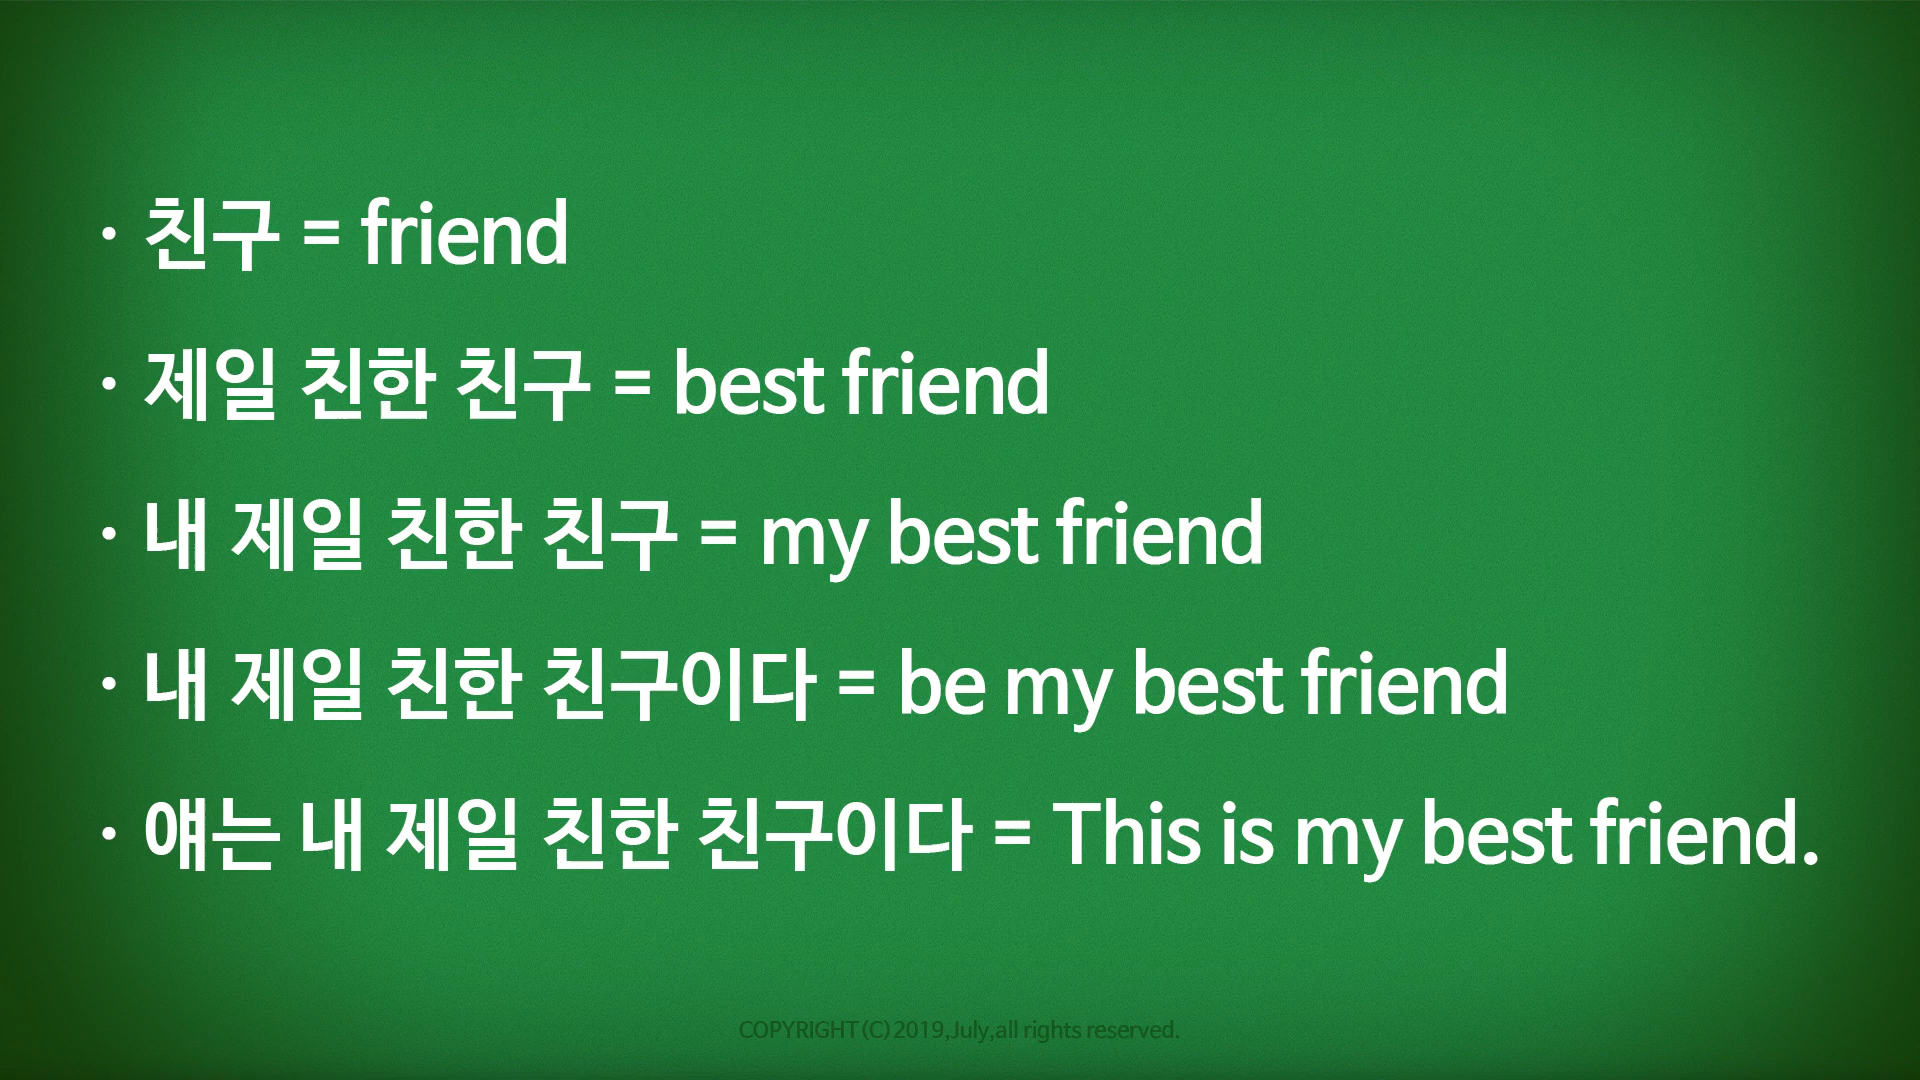 • 친구 = friend
• 제일 친한 친구 = best friend
• 내 제일 친한 친구 = my best friend
• 내 제일 친한 친구이다 = be my best friend
• 얘는 내 제일 친한 친구이다 = This is my best friend.
COPYRIGHT (C) 2019,July,all rights reserved.